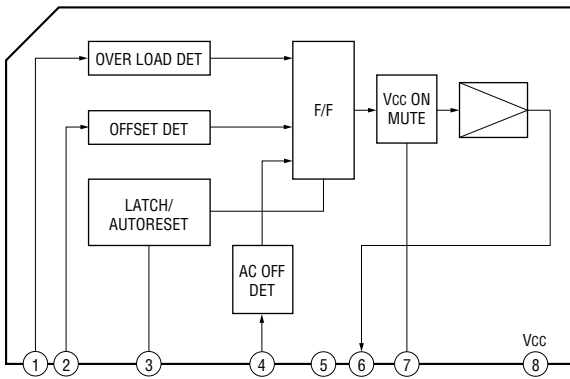 OVER LOAD DET
OFFSET DET
F/F
VCC ON
MUTE
LATCH/
AUTORESET
AC OFF
DET
VCC
1 2 3 4 5 6 7 8